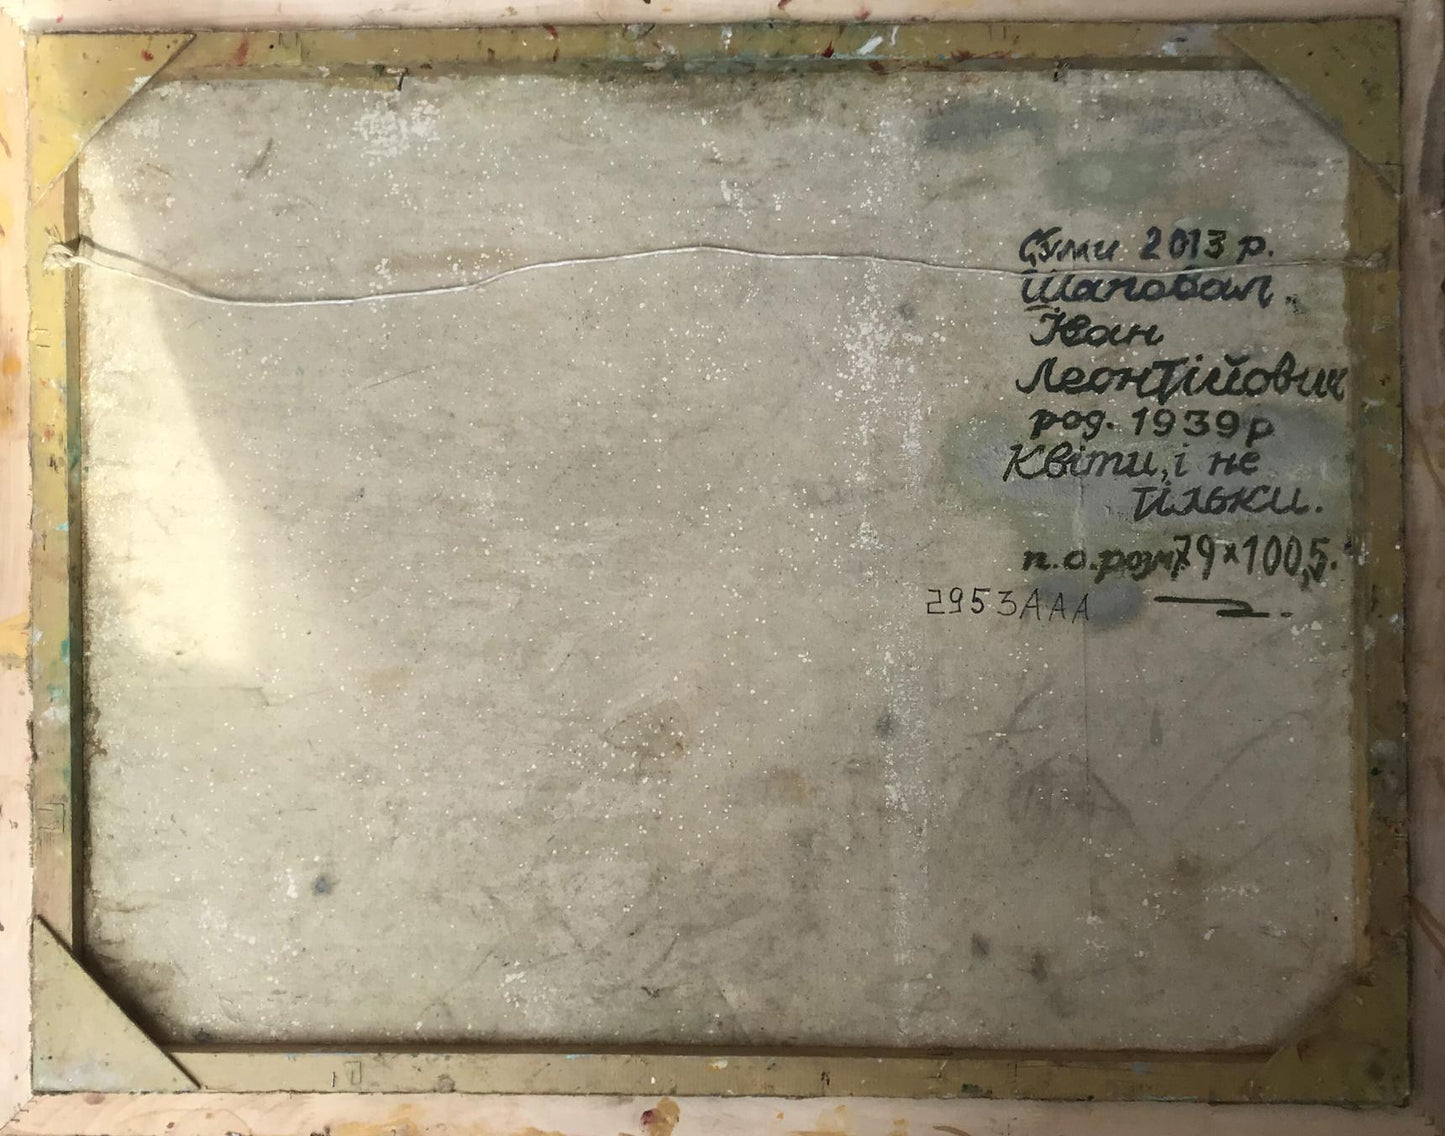 Суми 2013 р.
Шаповал
Іван
Леонтійович
род. 1939 р
Квіти, і не
тільки.
п.о. розм. 79×100,5.
2953AAA